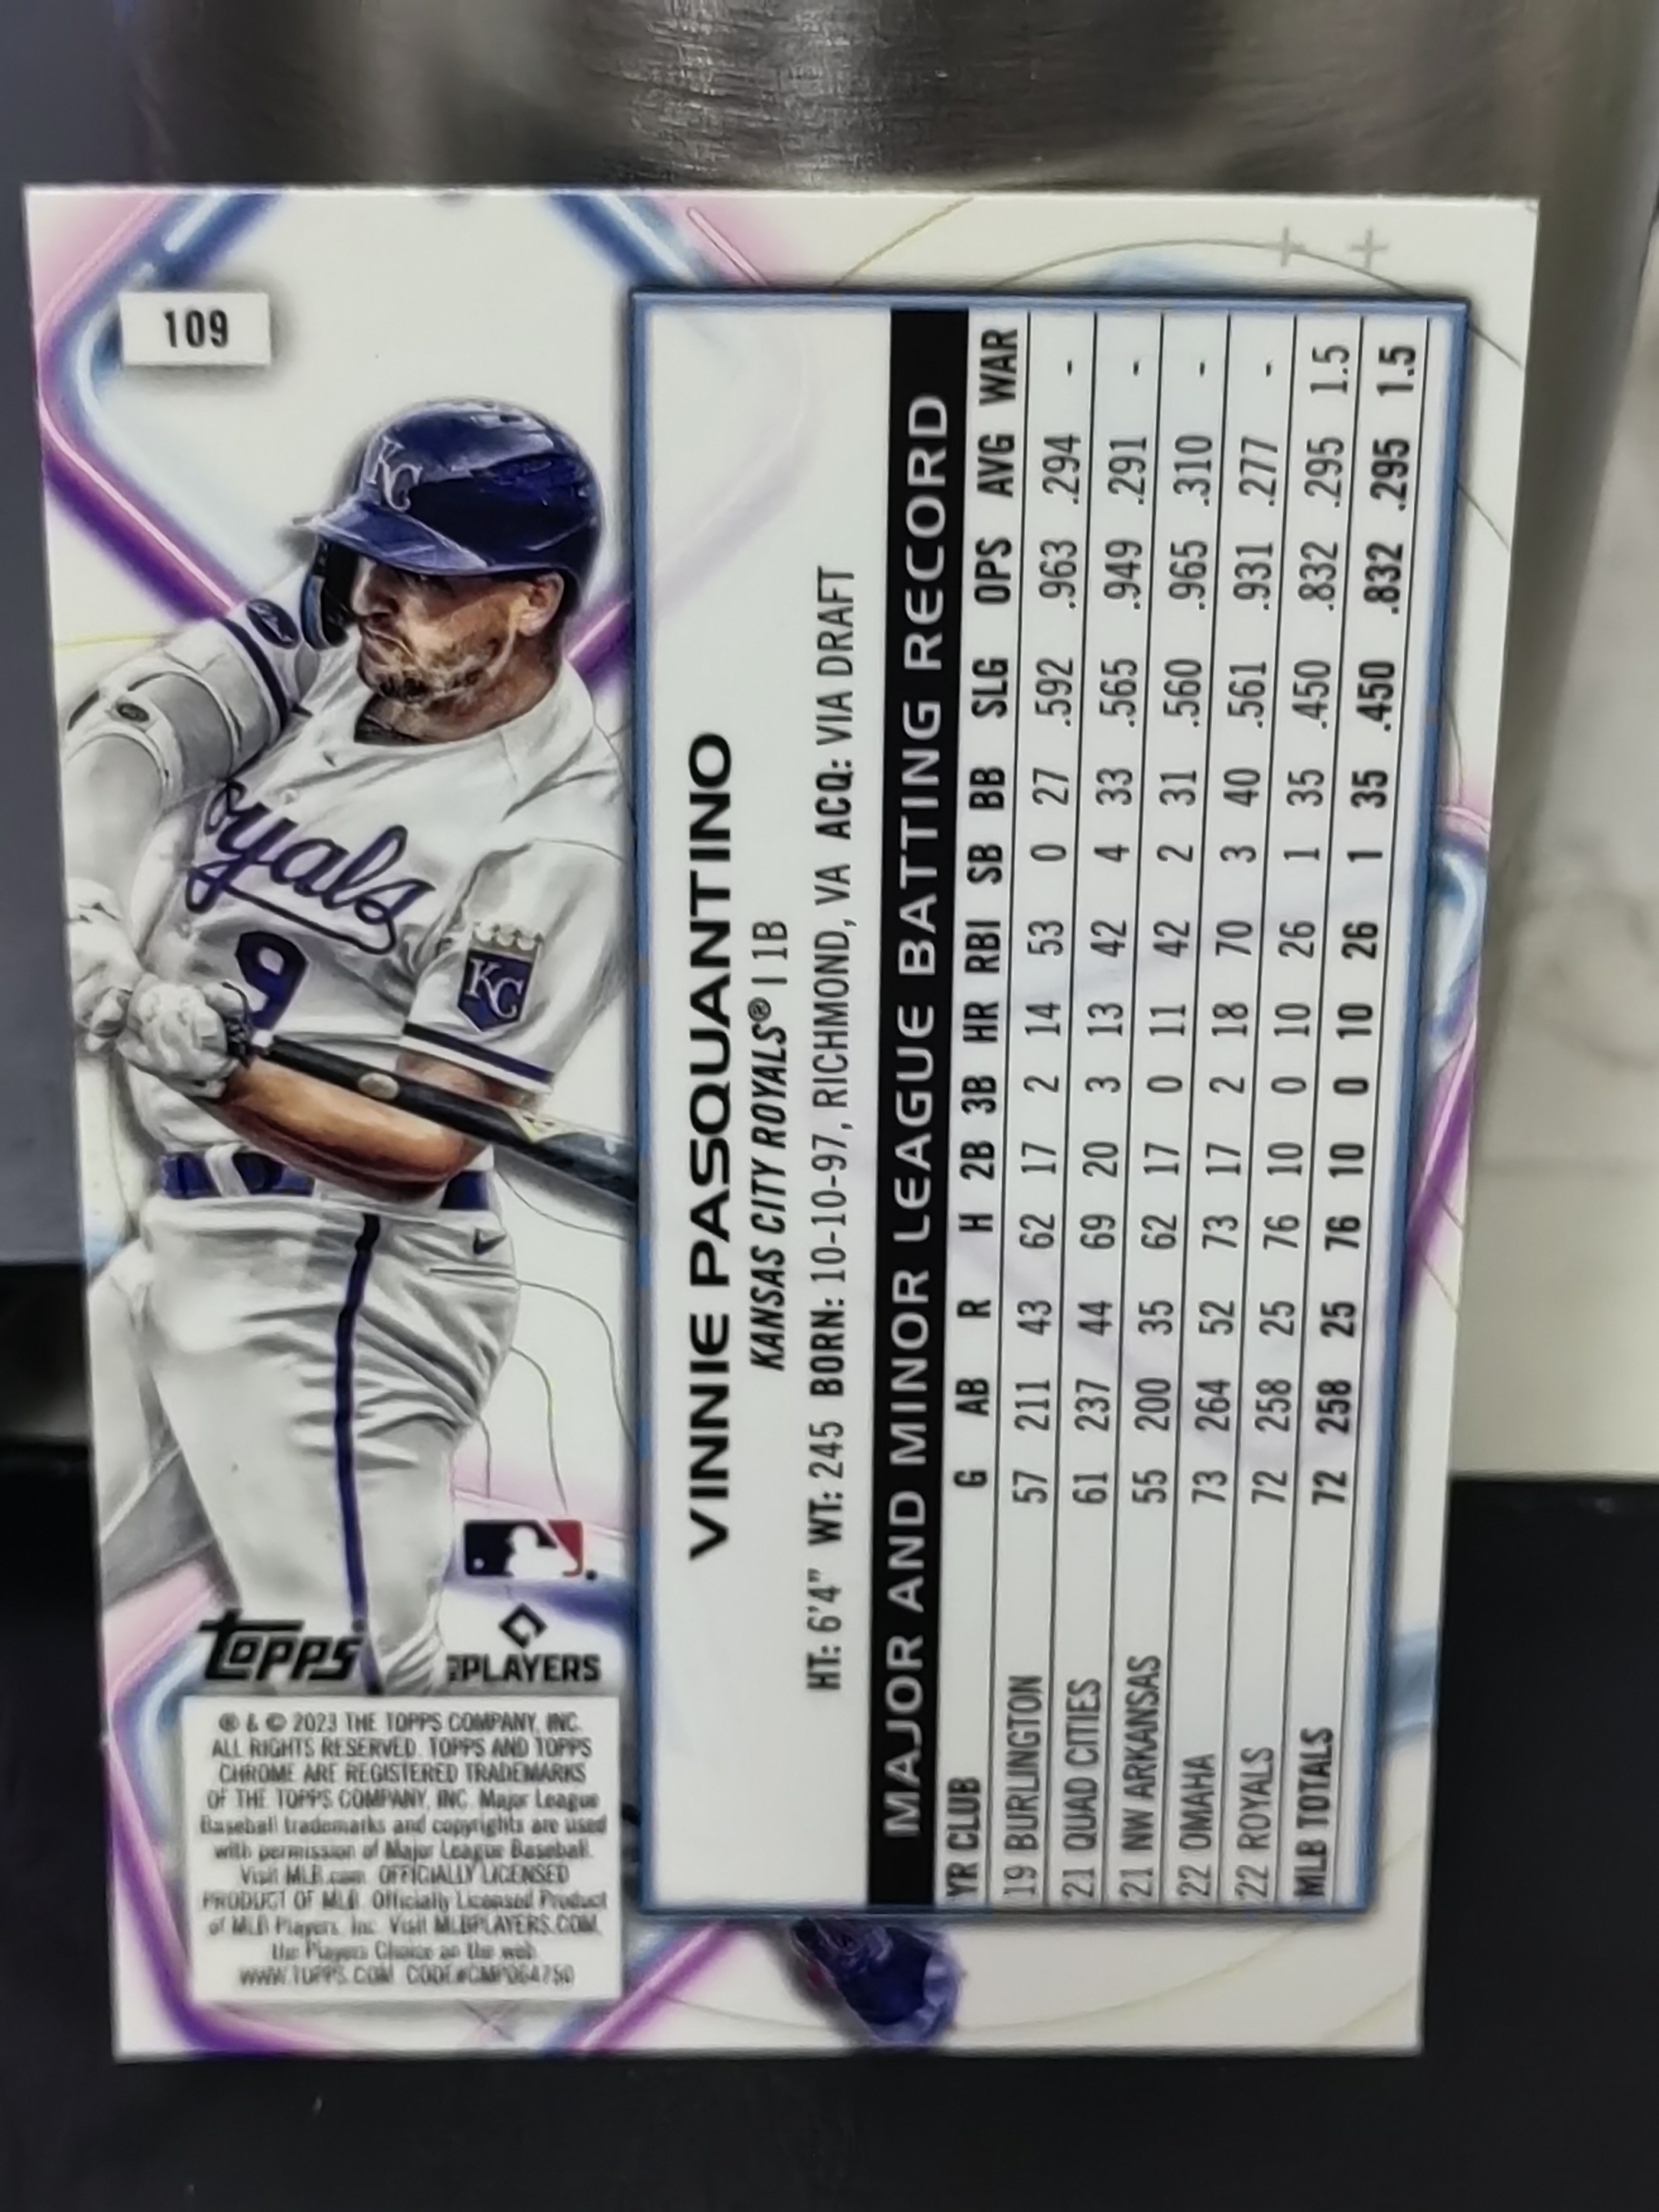 109
KC
oyals
9
KC
TOPPS
PLAYERS
® & © 2023 THE TOPPS COMPANY, INC.
ALL RIGHTS RESERVED. TOPPS AND TOPPS
CHROME ARE REGISTERED TRADEMARKS
OF THE TOPPS COMPANY, INC. Major League
Baseball trademarks and copyrights are used
with permission of Major League Baseball.
Visit MLB.com. OFFICIALLY LICENSED
PRODUCT OF MLB. Officially Licensed Product
of MLB Players, Inc. Visit MLBPLAYERS.COM,
the Players Choice on the web.
WWW.TOPPS.COM CODE#CMP064750
VINNIE PASQUANTINO
KANSAS CITY ROYALS® | 1B
HT: 6'4" WT: 245 BORN: 10-10-97, RICHMOND, VA ACQ: VIA DRAFT
MAJOR AND MINOR LEAGUE BATTING RECORD
YR CLUB G AB R H 2B 3B HR RBI SB BB SLG OPS AVG WAR
19 BURLINGTON 57 211 43 62 17 2 14 53 0 27 .592 .963 .294 -
21 QUAD CITIES 61 237 44 69 20 3 13 42 4 33 .565 .949 .291 -
21 NW ARKANSAS 55 200 35 62 17 0 11 42 2 31 .560 .965 .310 -
22 OMAHA 73 264 52 73 17 2 18 70 3 40 .561 .931 .277 -
22 ROYALS 72 258 25 76 10 0 10 26 1 35 .450 .832 .295 1.5
MLB TOTALS 72 258 25 76 10 0 10 26 1 35 .450 .832 .295 1.5